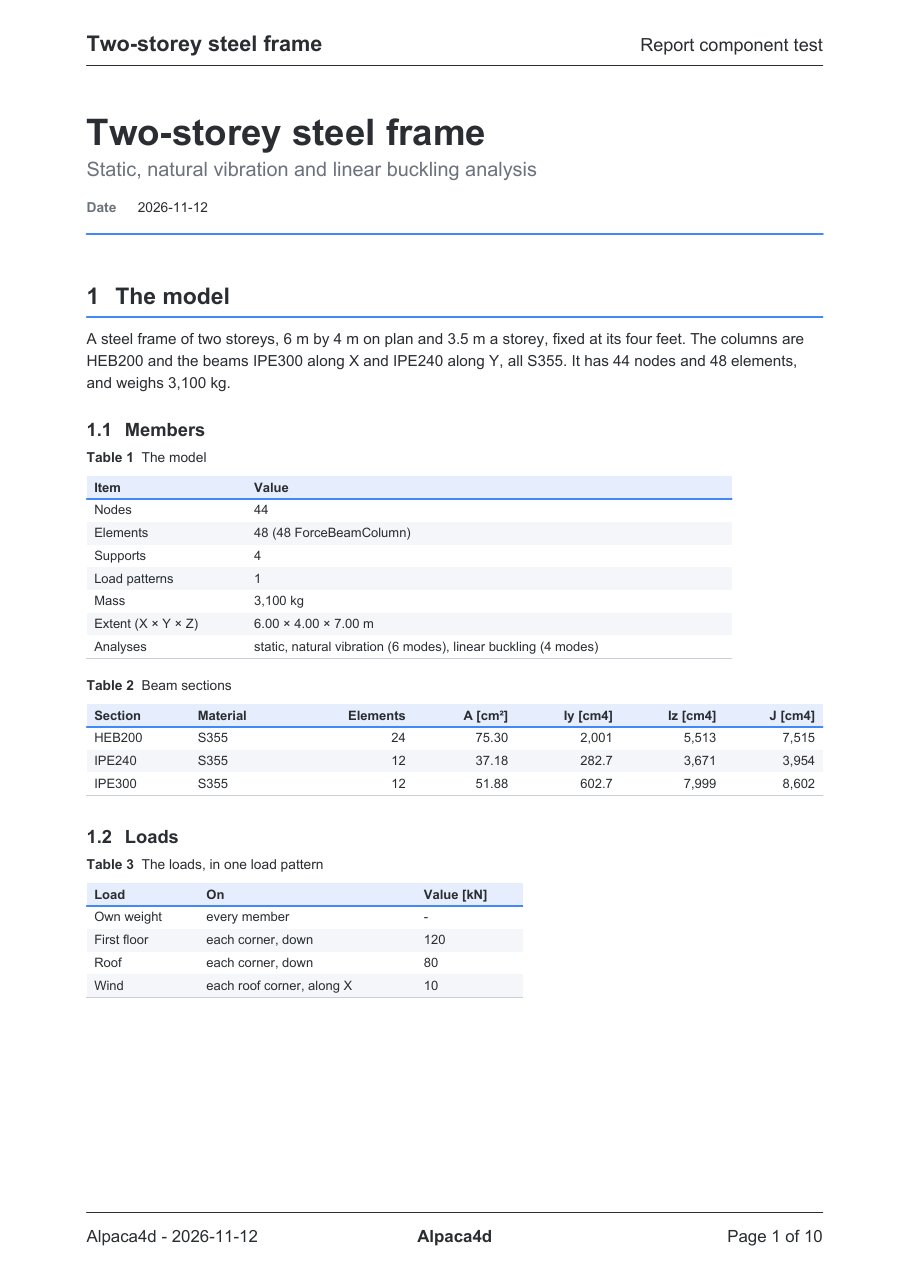 Two-storey steel frame Report component test
Two-storey steel frame
Static, natural vibration and linear buckling analysis
Date 2026-11-12
1 The model
A steel frame of two storeys, 6 m by 4 m on plan and 3.5 m a storey, fixed at its four feet. The columns are
HEB200 and the beams IPE300 along X and IPE240 along Y, all S355. It has 44 nodes and 48 elements,
and weighs 3,100 kg.
1.1 Members
Table 1 The model
Item Value
Nodes 44
Elements 48 (48 ForceBeamColumn)
Supports 4
Load patterns 1
Mass 3,100 kg
Extent (X × Y × Z) 6.00 × 4.00 × 7.00 m
Analyses static, natural vibration (6 modes), linear buckling (4 modes)
Table 2 Beam sections
Section Material Elements A [cm²] Iy [cm4] Iz [cm4] J [cm4]
HEB200 S355 24 75.30 2,001 5,513 7,515
IPE240 S355 12 37.18 282.7 3,671 3,954
IPE300 S355 12 51.88 602.7 7,999 8,602
1.2 Loads
Table 3 The loads, in one load pattern
Load On Value [kN]
Own weight every member -
First floor each corner, down 120
Roof each corner, down 80
Wind each roof corner, along X 10
Alpaca4d - 2026-11-12 Alpaca4d Page 1 of 10